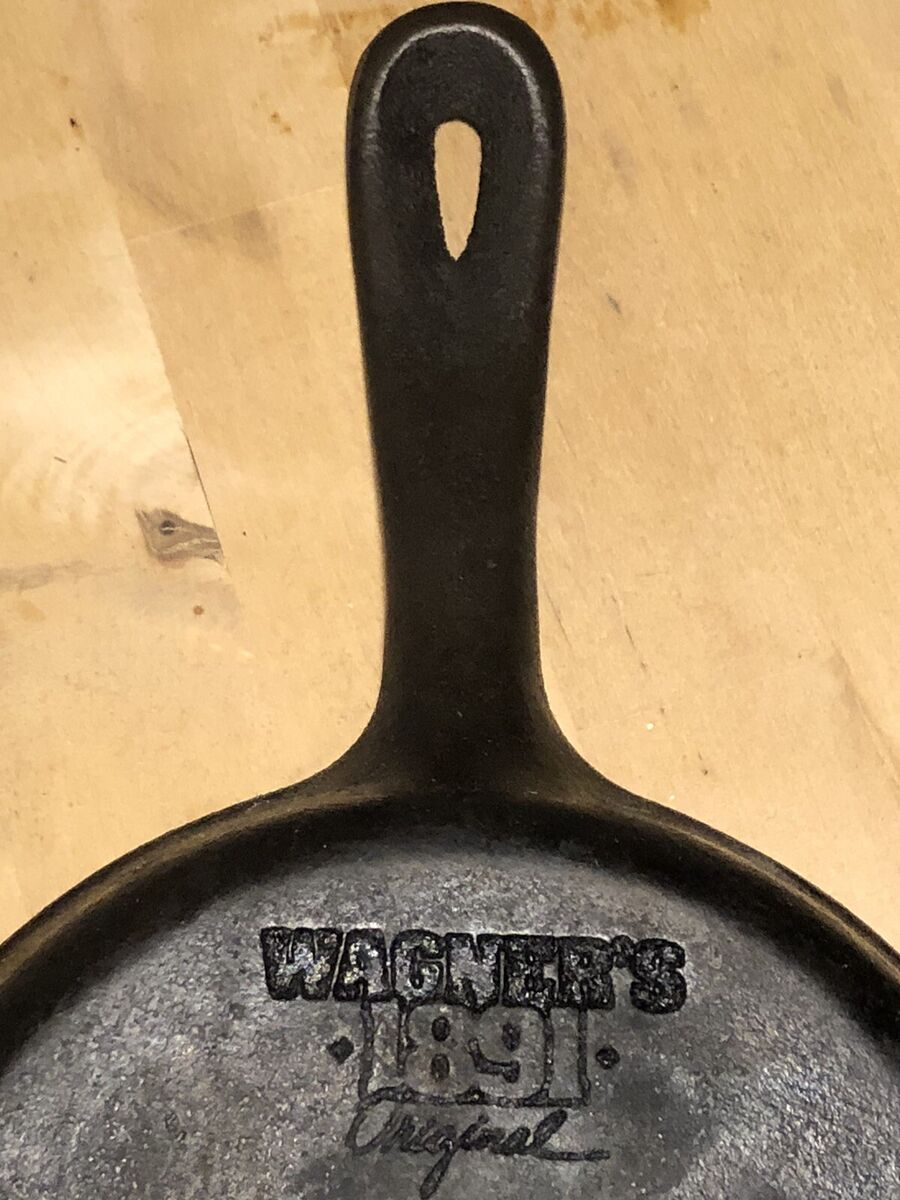 WAGNER'S
·1891·
Original